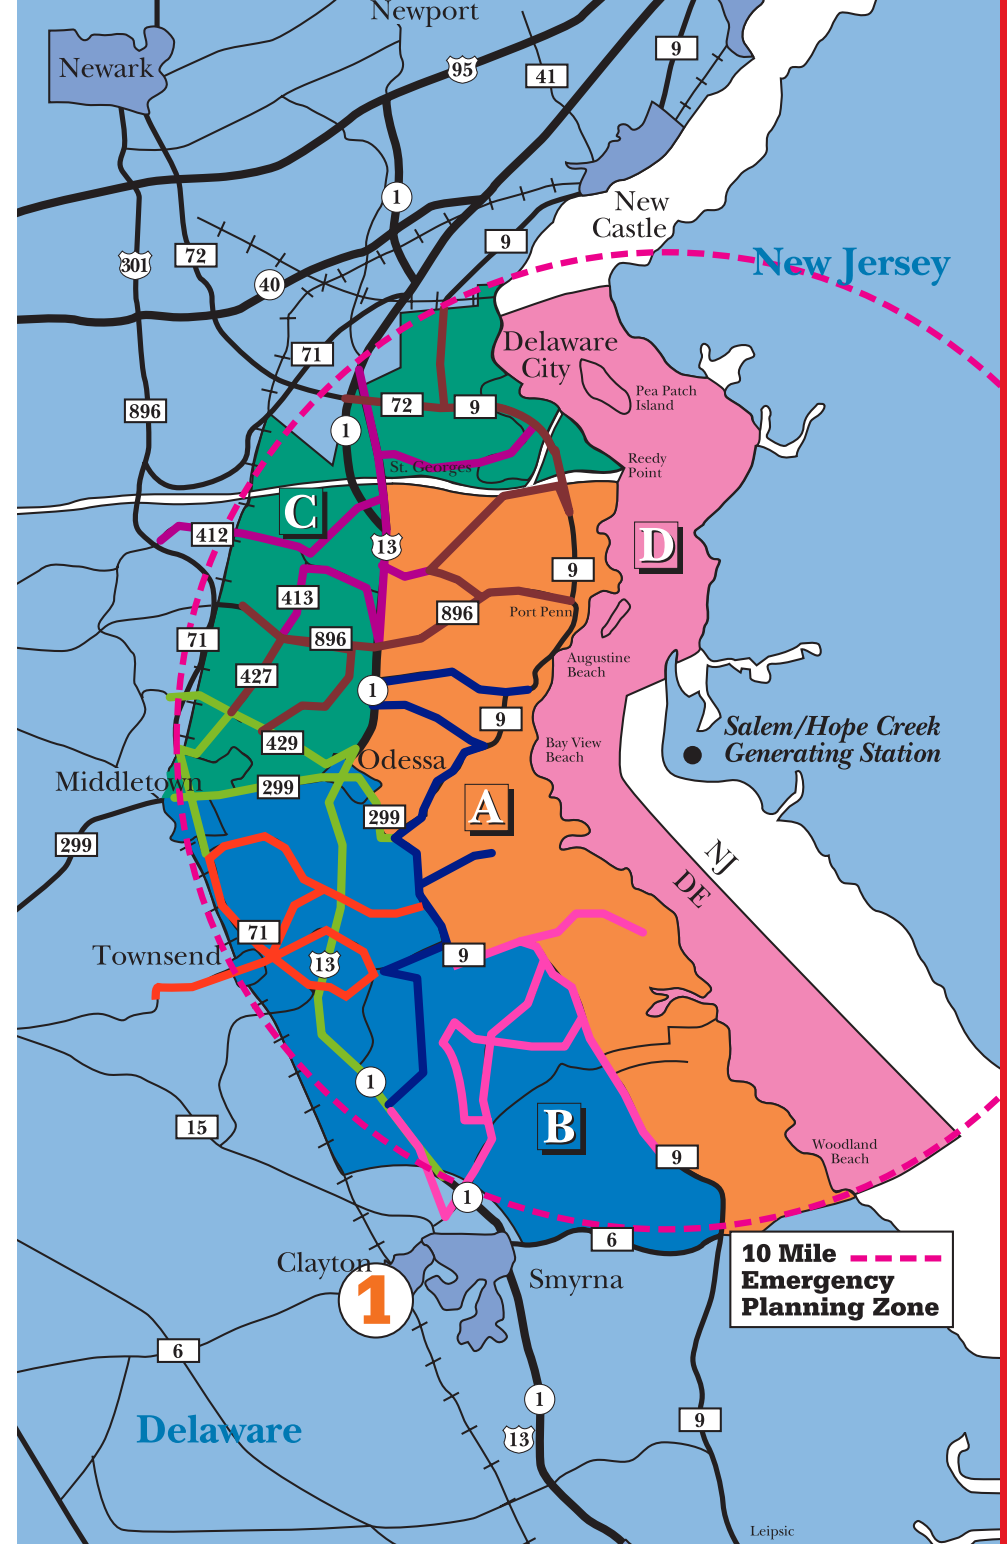 Newport
Newark
95
41
9
1
New
Castle
301
72
9
40
New Jersey
71
Delaware
City
Pea Patch
Island
896
72
9
1
St. Georges
Reedy
Point
C
412
13
D
9
413
896
Port Penn
71
896
427
Augustine
Beach
1
9
429
Salem/Hope Creek
Generating Station
Bay View
Beach
Odessa
Middletown
299
A
299
299
NJ
DE
71
Townsend
9
13
1
15
B
Woodland
Beach
9
1
6
10 Mile
Emergency
Planning Zone
Clayton
Smyrna
1
6
1
9
Delaware
13
Leipsic